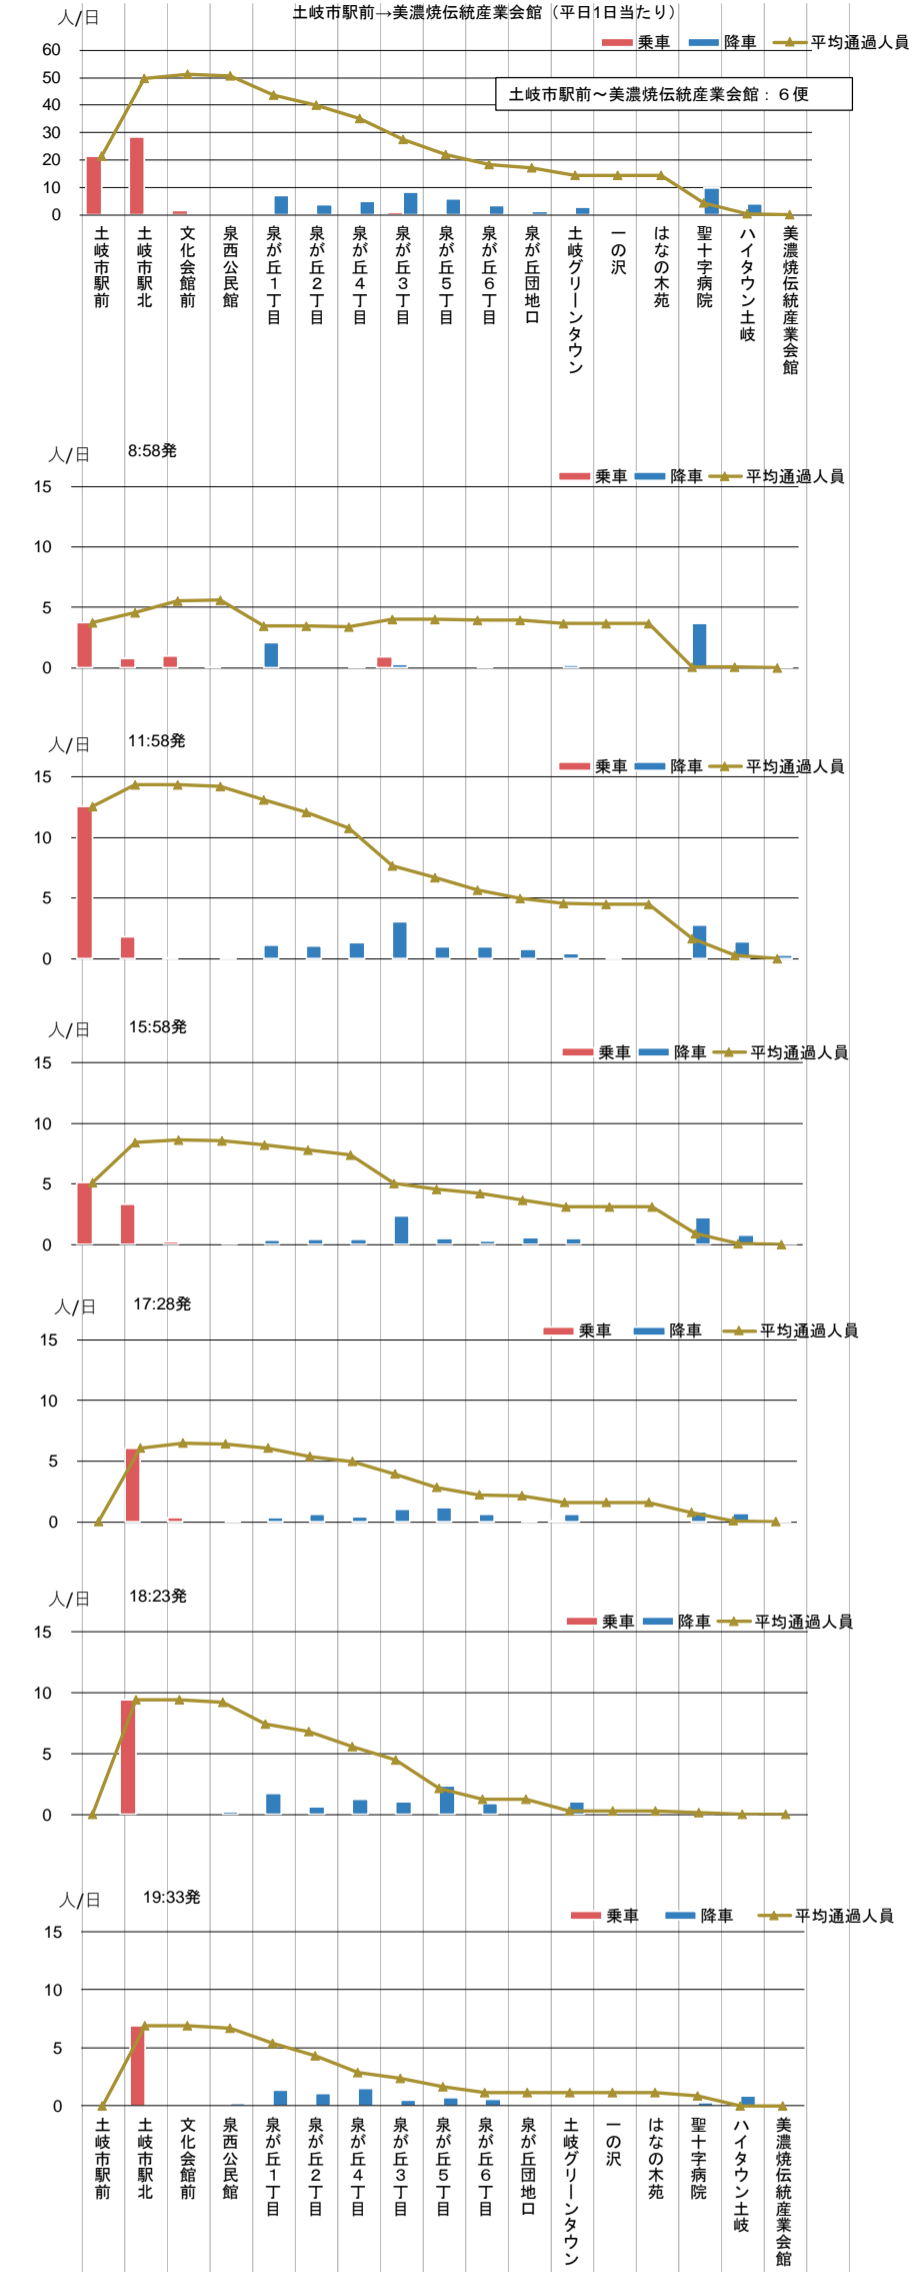 土岐市駅前→美濃焼伝統産業会館（平日1日当たり）
人/日
乗車 降車 平均通過人員
土岐市駅前～美濃焼伝統産業会館：６便
60
50
40
30
20
10
0
土岐市駅前
土岐市駅北
文化会館前
泉西公民館
泉が丘1丁目
泉が丘2丁目
泉が丘4丁目
泉が丘3丁目
泉が丘5丁目
泉が丘6丁目
泉が丘団地口
土岐グリーンタウン
一の沢
はなの木苑
聖十字病院
ハイタウン土岐
美濃焼伝統産業会館
人/日 8:58発
乗車 降車 平均通過人員
15
10
5
0
人/日 11:58発
乗車 降車 平均通過人員
15
10
5
0
人/日 15:58発
乗車 降車 平均通過人員
15
10
5
0
人/日 17:28発
乗車 降車 平均通過人員
15
10
5
0
人/日 18:23発
乗車 降車 平均通過人員
15
10
5
0
人/日 19:33発
乗車 降車 平均通過人員
15
10
5
0
土岐市駅前
土岐市駅北
文化会館前
泉西公民館
泉が丘1丁目
泉が丘2丁目
泉が丘4丁目
泉が丘3丁目
泉が丘5丁目
泉が丘6丁目
泉が丘団地口
土岐グリーンタウン
一の沢
はなの木苑
聖十字病院
ハイタウン土岐
美濃焼伝統産業会館